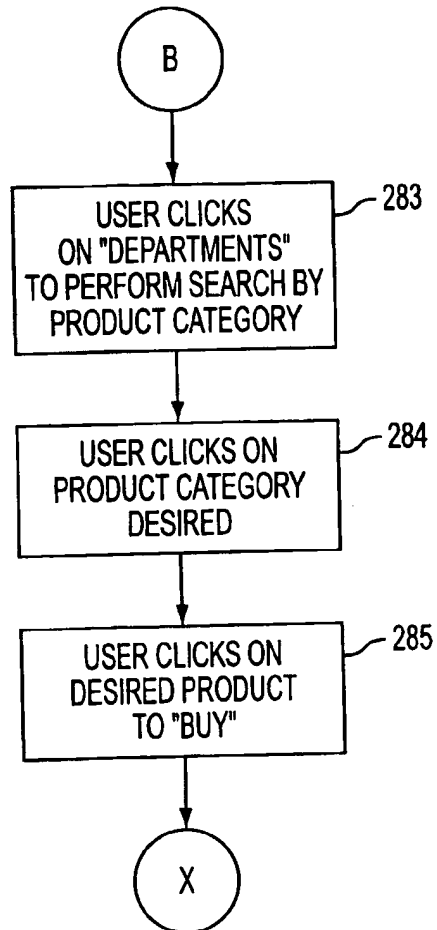 B
USER CLICKS
ON "DEPARTMENTS"
TO PERFORM SEARCH BY
PRODUCT CATEGORY
283
USER CLICKS ON
PRODUCT CATEGORY
DESIRED
284
USER CLICKS ON
DESIRED PRODUCT
TO "BUY"
285
X